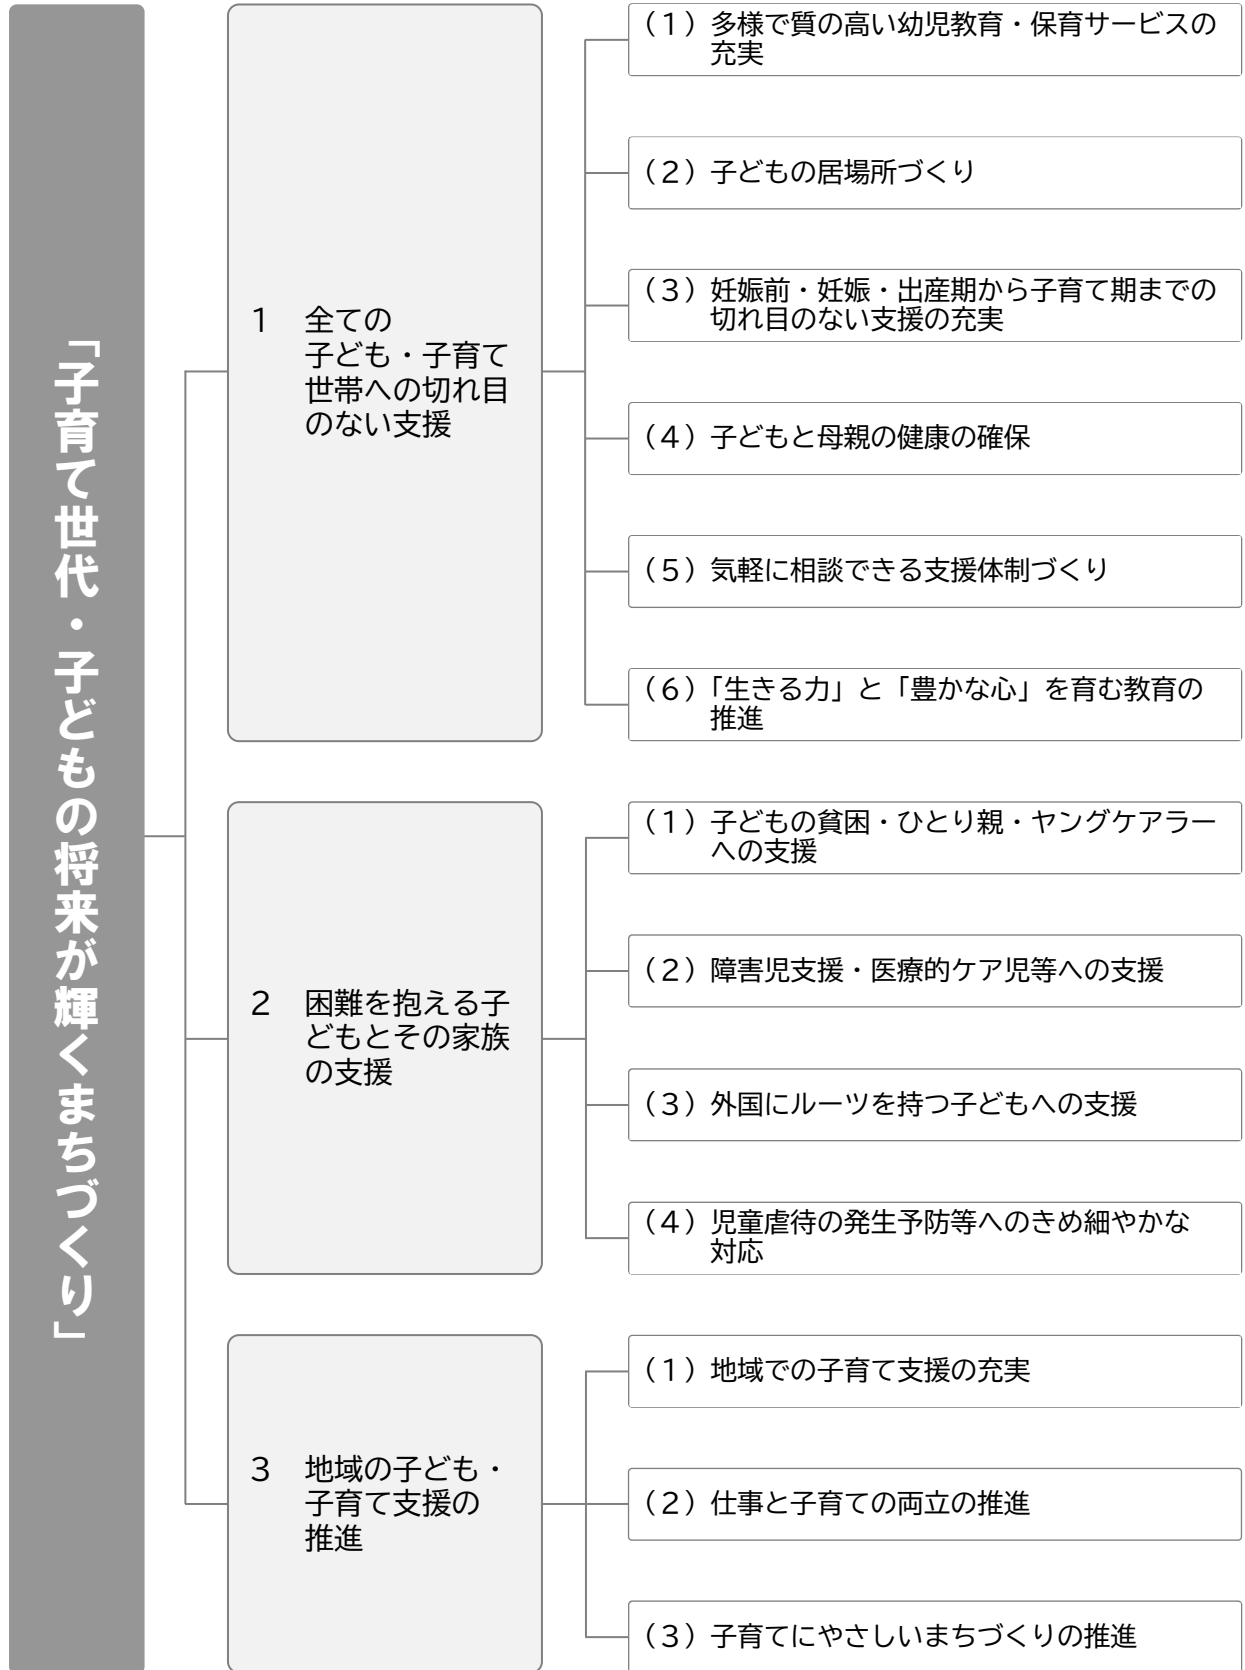 「子育て世代・子どもの将来が輝くまちづくり」
1 全ての
子ども・子育て
世帯への切れ目
のない支援
（1）多様で質の高い幼児教育・保育サービスの
充実
（2）子どもの居場所づくり
（3）妊娠前・妊娠・出産期から子育て期までの
切れ目のない支援の充実
（4）子どもと母親の健康の確保
（5）気軽に相談できる支援体制づくり
（6）「生きる力」と「豊かな心」を育む教育の
推進
2 困難を抱える子
どもとその家族
の支援
（1）子どもの貧困・ひとり親・ヤングケアラー
への支援
（2）障害児支援・医療的ケア児等への支援
（3）外国にルーツを持つ子どもへの支援
（4）児童虐待の発生予防等へのきめ細やかな
対応
3 地域の子ども・
子育て支援の
推進
（1）地域での子育て支援の充実
（2）仕事と子育ての両立の推進
（3）子育てにやさしいまちづくりの推進